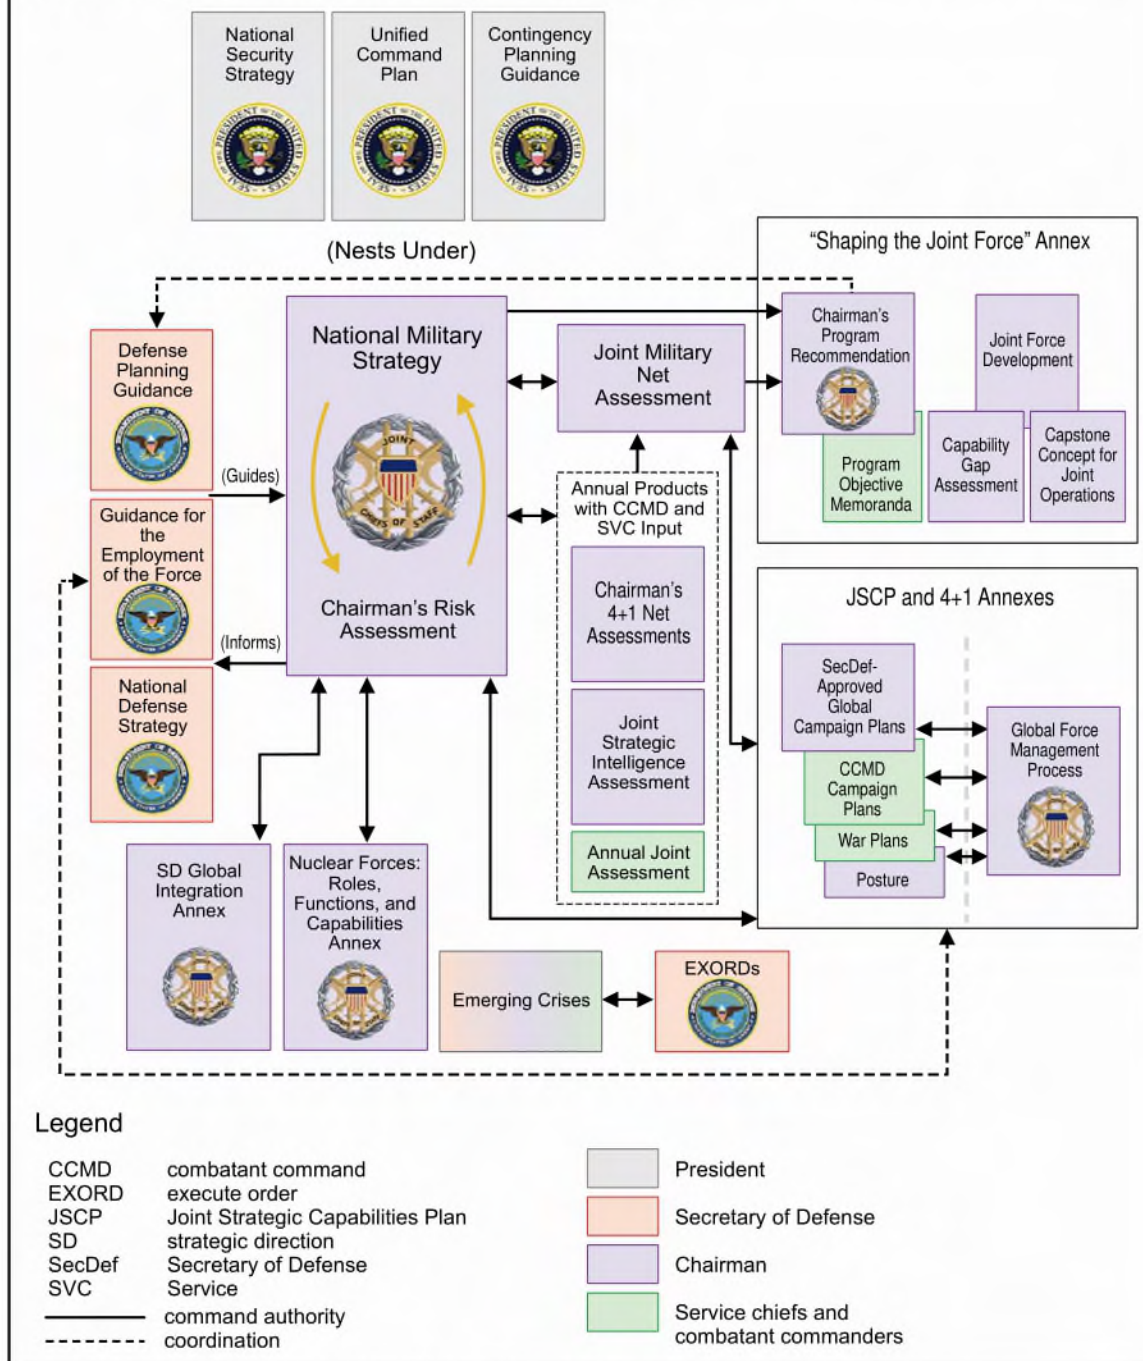 National
Security
Strategy
Unified
Command
Plan
Contingency
Planning
Guidance
(Nests Under)
"Shaping the Joint Force" Annex
Chairman's
Program
Recommendation
Joint Force
Development
Program
Objective
Memoranda
Capability
Gap
Assessment
Capstone
Concept for
Joint
Operations
Defense
Planning
Guidance
(Guides)
Guidance for
the
Employment
of the Force
(Informs)
National
Defense
Strategy
National Military
Strategy
JOINT
CHIEFS OF STAFF
Chairman's Risk
Assessment
Joint Military
Net
Assessment
Annual Products
with CCMD and
SVC Input
Chairman's
4+1 Net
Assessments
Joint
Strategic
Intelligence
Assessment
Annual Joint
Assessment
JSCP and 4+1 Annexes
SecDef-
Approved
Global
Campaign Plans
CCMD
Campaign
Plans
War Plans
Posture
Global Force
Management
Process
SD Global
Integration
Annex
Nuclear Forces:
Roles,
Functions, and
Capabilities
Annex
Emerging Crises
EXORDs
Legend
CCMD combatant command
EXORD execute order
JSCP Joint Strategic Capabilities Plan
SD strategic direction
SecDef Secretary of Defense
SVC Service
command authority
coordination
President
Secretary of Defense
Chairman
Service chiefs and
combatant commanders